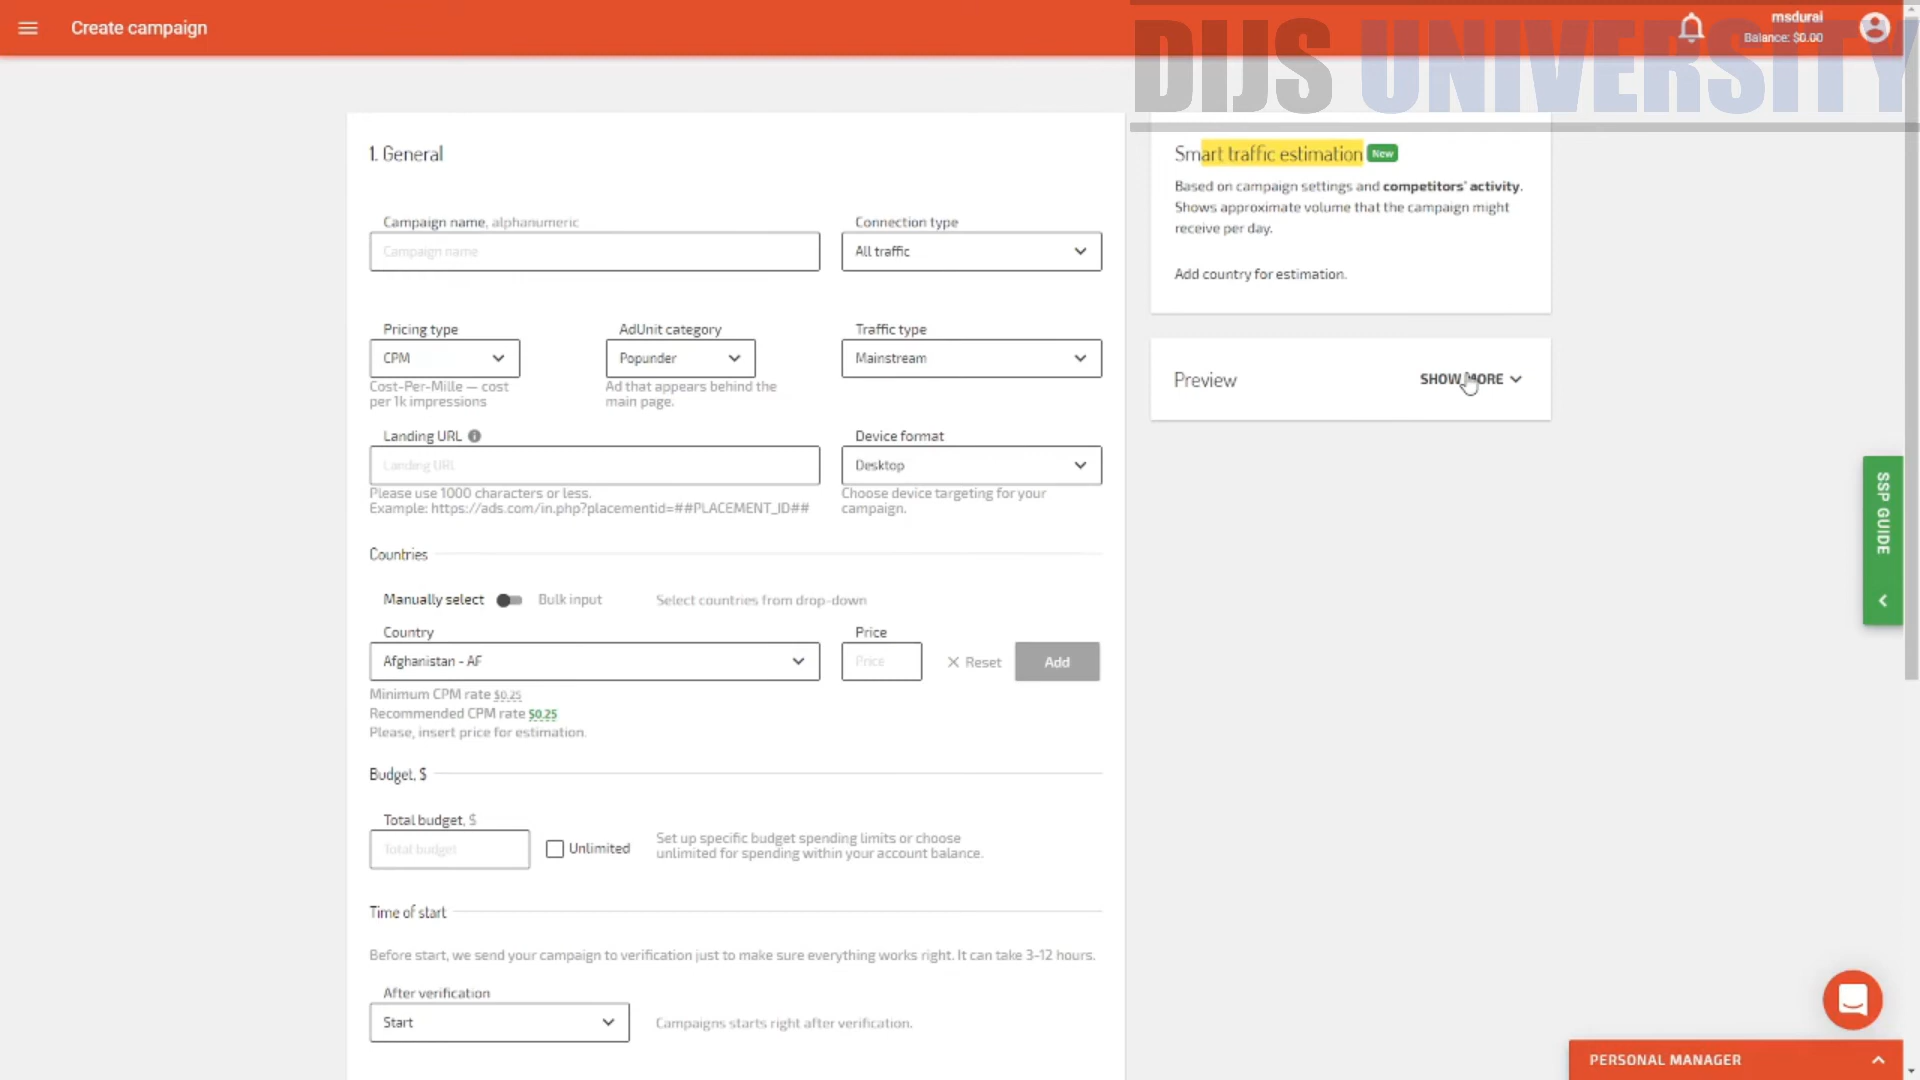 Create campaign
msdurai
Balance: $0.00
DIJS UNIVERSITY
1. General
Campaign name, alphanumeric
Campaign name
Connection type
All traffic
Pricing type
CPM
Cost-Per-Mille — cost
per 1k impressions
AdUnit category
Popunder
Ad that appears behind the
main page.
Traffic type
Mainstream
Landing URL
Landing URL
Please use 1000 characters or less.
Example: https://ads.com/in.php?placementid=##PLACEMENT_ID##
Device format
Desktop
Choose device targeting for your
campaign.
Countries
Manually select
Bulk input
Select countries from drop-down
Country
Afghanistan - AF
Price
Price
Reset
Add
Minimum CPM rate $0.25
Recommended CPM rate $0.25
Please, insert price for estimation.
Budget, $
Total budget, $
Total budget
Unlimited
Set up specific budget spending limits or choose
unlimited for spending within your account balance.
Time of start
Before start, we send your campaign to verification just to make sure everything works right. It can take 3-12 hours.
After verification
Start
Campaigns starts right after verification.
Smart traffic estimation New
Based on campaign settings and competitors' activity.
Shows approximate volume that the campaign might
receive per day.
Add country for estimation.
Preview
SHOW MORE
SSP GUIDE
PERSONAL MANAGER